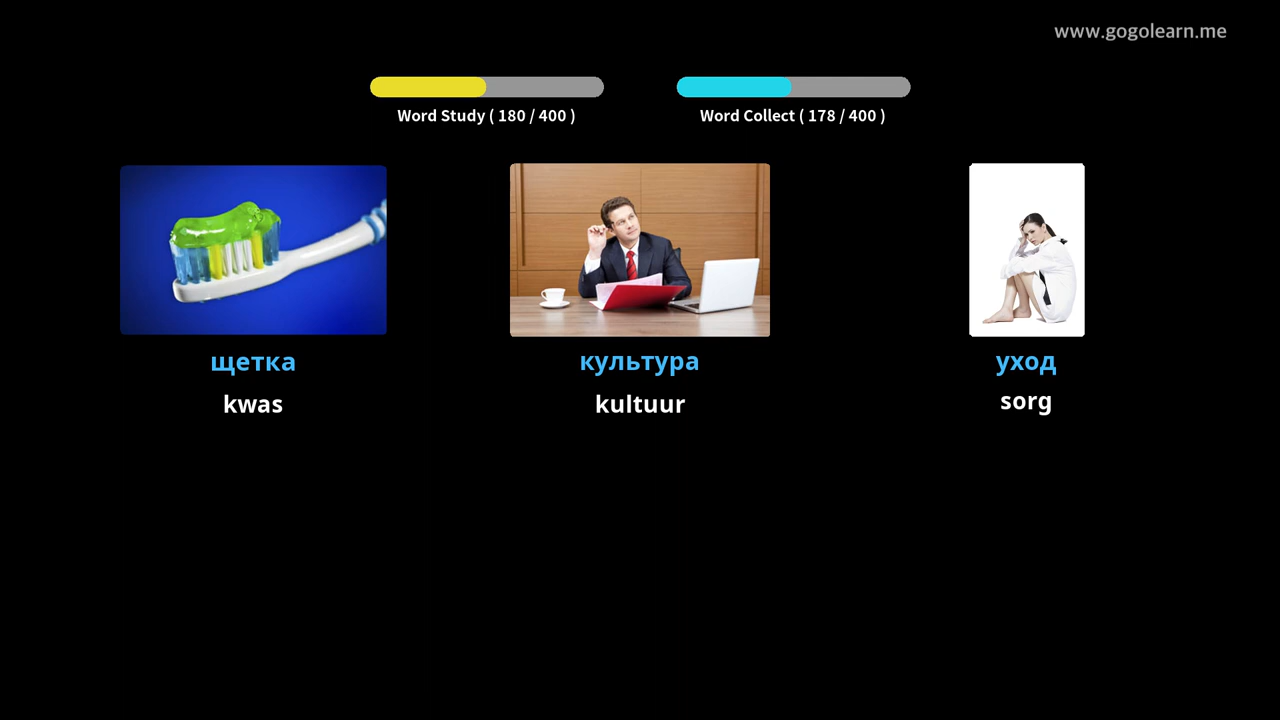 www.gogolearn.me
Word Study ( 180 / 400 )
Word Collect ( 178 / 400 )
щетка
kwas
культура
kultuur
уход
sorg